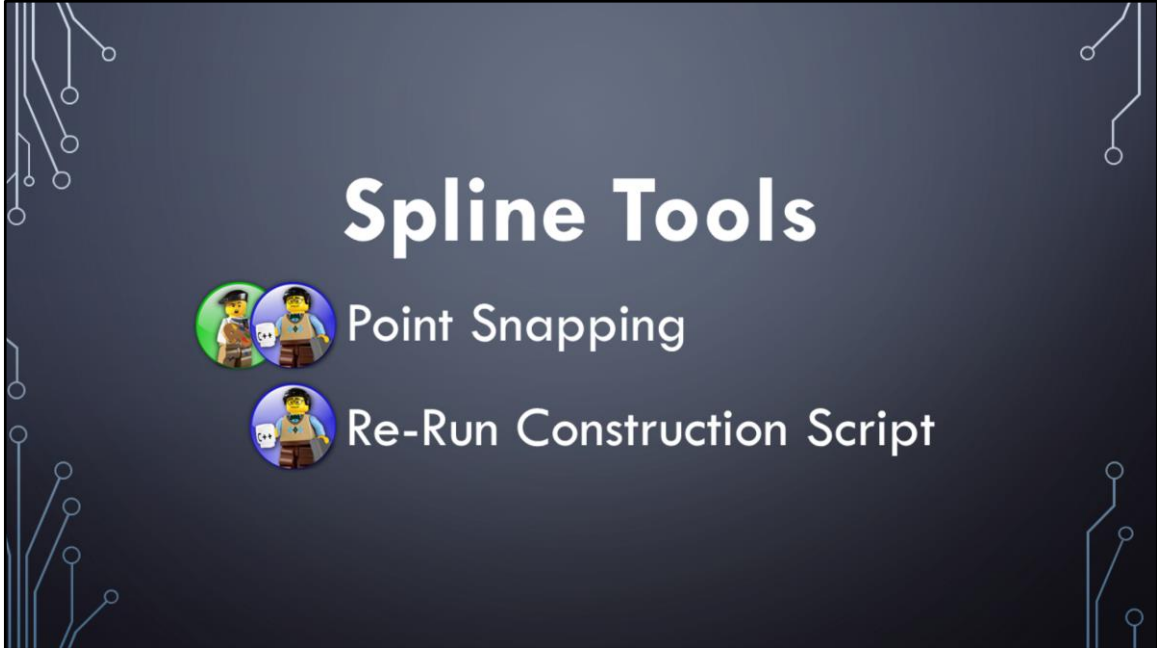 Spline Tools
C++ Point Snapping
C++ Re-Run Construction Script